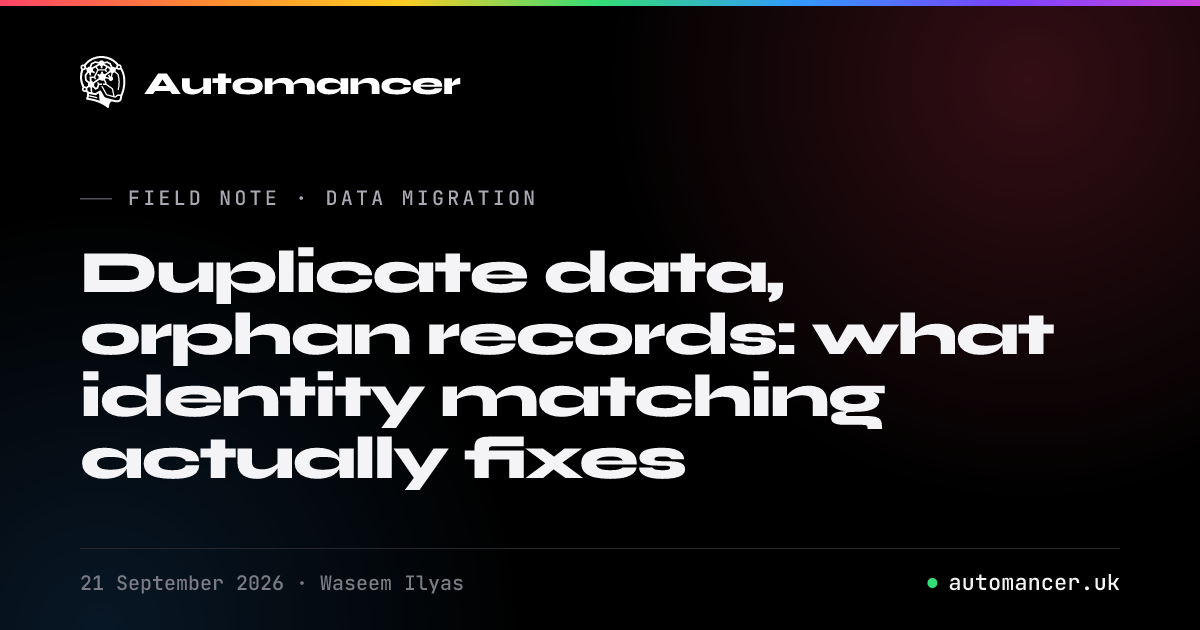 Automancer
FIELD NOTE · DATA MIGRATION
Duplicate data,
orphan records: what
identity matching
actually fixes
21 September 2026 · Waseem Ilyas
automancer.uk